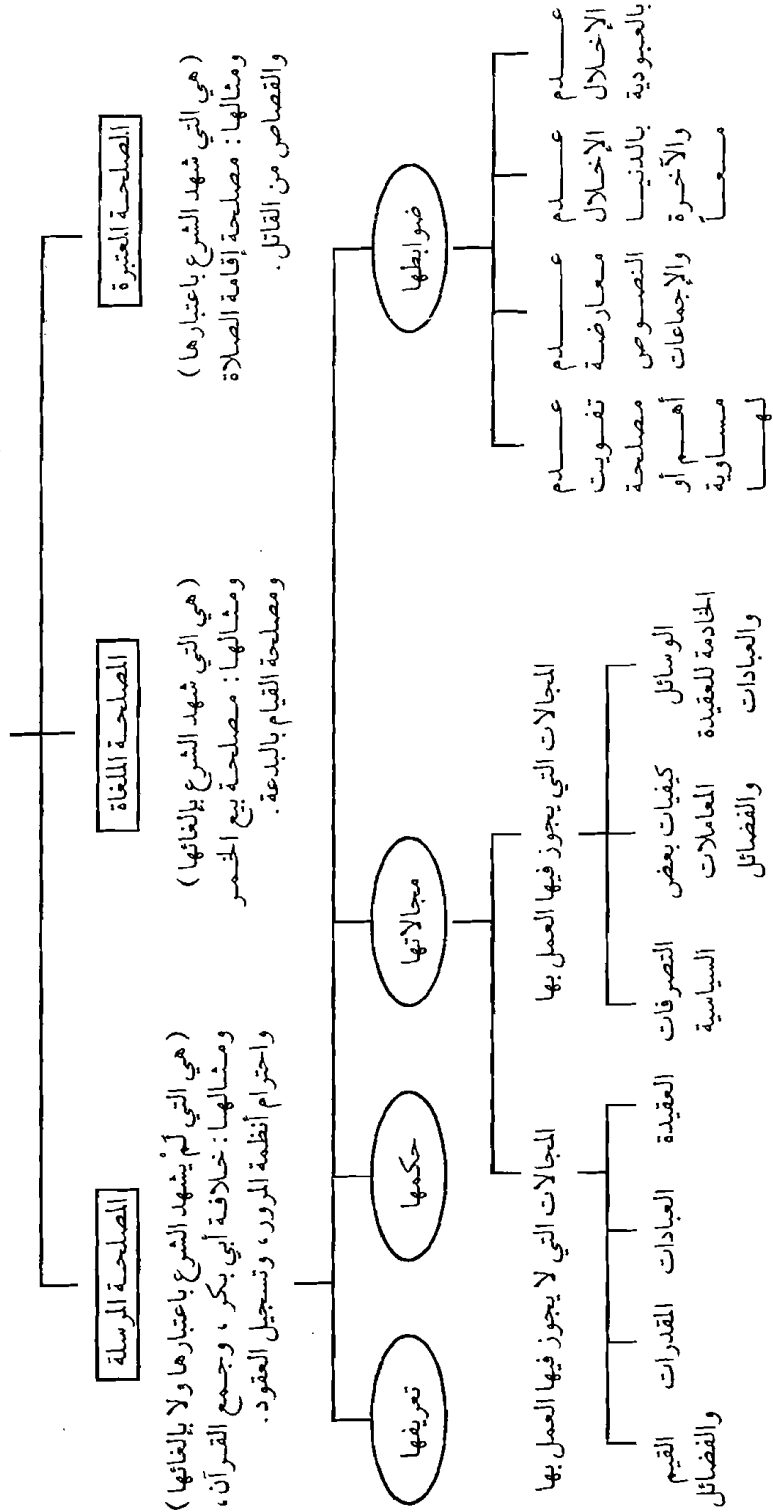 المصلحة المعتبرة
(هي التي شهد الشرع باعتبارها)
ومثالها: مصلحة إقامة الصلاة
والقصاص من القاتل.
المصلحة الملغاة
(هي التي شهد الشرع بإلغائها)
ومثالها: مصلحة بيع الخمر
ومصلحة القيام بالبدعة.
المصلحة المرسلة
(هي التي لَمْ يشهد الشرع باعتبارها ولا بإلغائها)
ومثالها: خلافة أبي بكر، وجمع القرآن،
واحترام أنظمة المرور، وتسجيل العقود.
ضوابطها
مجالاتها
حكمها
تعريفها
عدم
الإخلال
بالعبودية
عدم
الإخلال
بالدنيا
والآخرة
معاً
عدم
معارضة
النصوص
والإجماعات
عدم
تفويت
مصلحة
أهم أو
مساوية
لها
المجالات التي يجوز فيها العمل بها
الوسائل
الخادمة للعقيدة
والعبادات
كيفيات بعض
المعاملات
والفضائل
التصرفات
السياسية
المجالات التي لا يجوز فيها العمل بها
العقيدة
العبادات
المقدرات
القيم
والفضائل